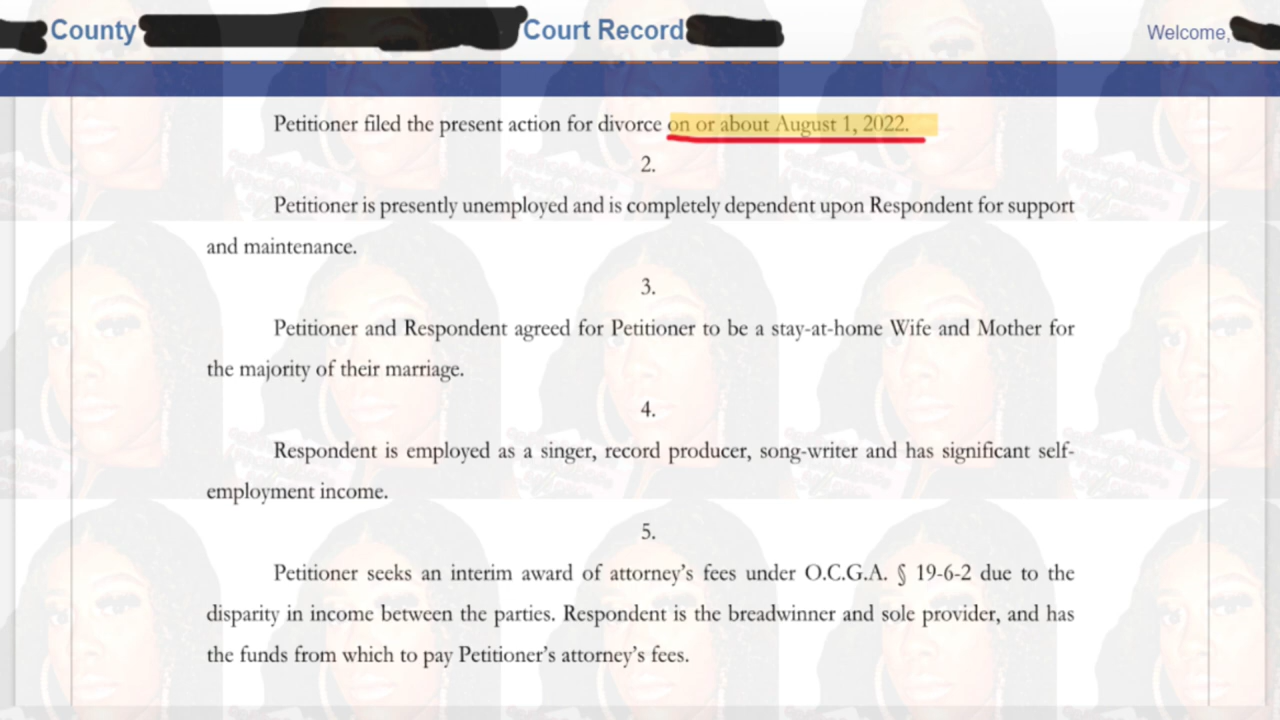 County Court Record Welcome,
Petitioner filed the present action for divorce on or about August 1, 2022.
2.
Petitioner is presently unemployed and is completely dependent upon Respondent for support
and maintenance.
3.
Petitioner and Respondent agreed for Petitioner to be a stay-at-home Wife and Mother for
the majority of their marriage.
4.
Respondent is employed as a singer, record producer, song-writer and has significant self-
employment income.
5.
Petitioner seeks an interim award of attorney's fees under O.C.G.A. § 19-6-2 due to the
disparity in income between the parties. Respondent is the breadwinner and sole provider, and has
the funds from which to pay Petitioner's attorney's fees.